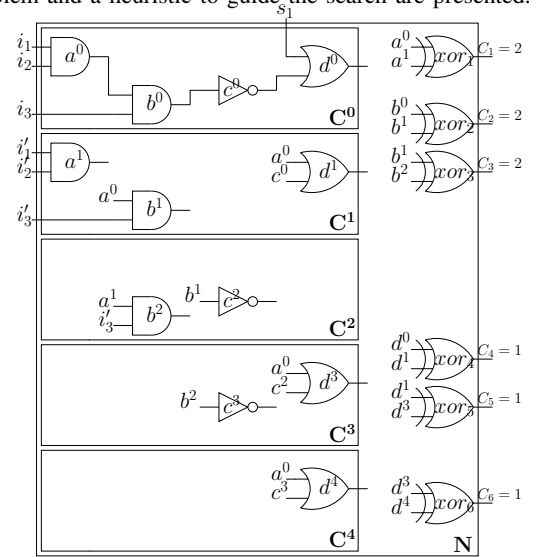 blem and a heuristic to guide the search are presented.
s₁
i₁
i₂
i₃
a⁰
b⁰
c⁰
d⁰
C⁰
a⁰
a¹
xor₁
C₁ = 2
b⁰
b¹
xor₂
C₂ = 2
i′₁
i′₂
i′₃
a¹
a⁰
b¹
a⁰
c⁰
d¹
C¹
b¹
b²
xor₃
C₃ = 2
a¹
i′₃
b²
b¹
c²
C²
d⁰
d¹
xor₄
C₄ = 1
b²
c³
a⁰
c²
d³
C³
d¹
d³
xor₅
C₅ = 1
a⁰
c³
d⁴
C⁴
d³
d⁴
xor₆
C₆ = 1
N